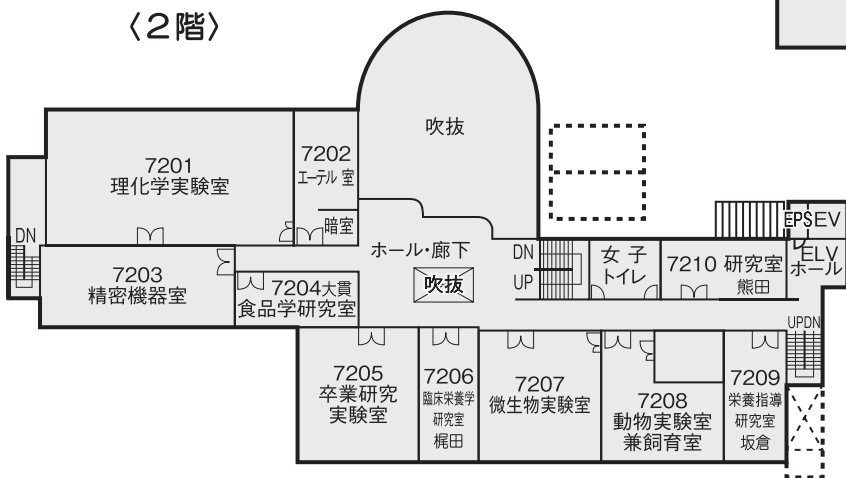 〈2階〉
吹抜
7201
理化学実験室
7202
エーテル室
暗室
DN
7203
精密機器室
7204大貫
食品学研究室
ホール・廊下
吹抜
DN
UP
女子
トイレ
7210 研究室
熊田
EPS
EV
ELV
ホール
UPDN
7205
卒業研究
実験室
7206
臨床栄養学
研究室
梶田
7207
微生物実験室
7208
動物実験室
兼飼育室
7209
栄養指導
研究室
坂倉